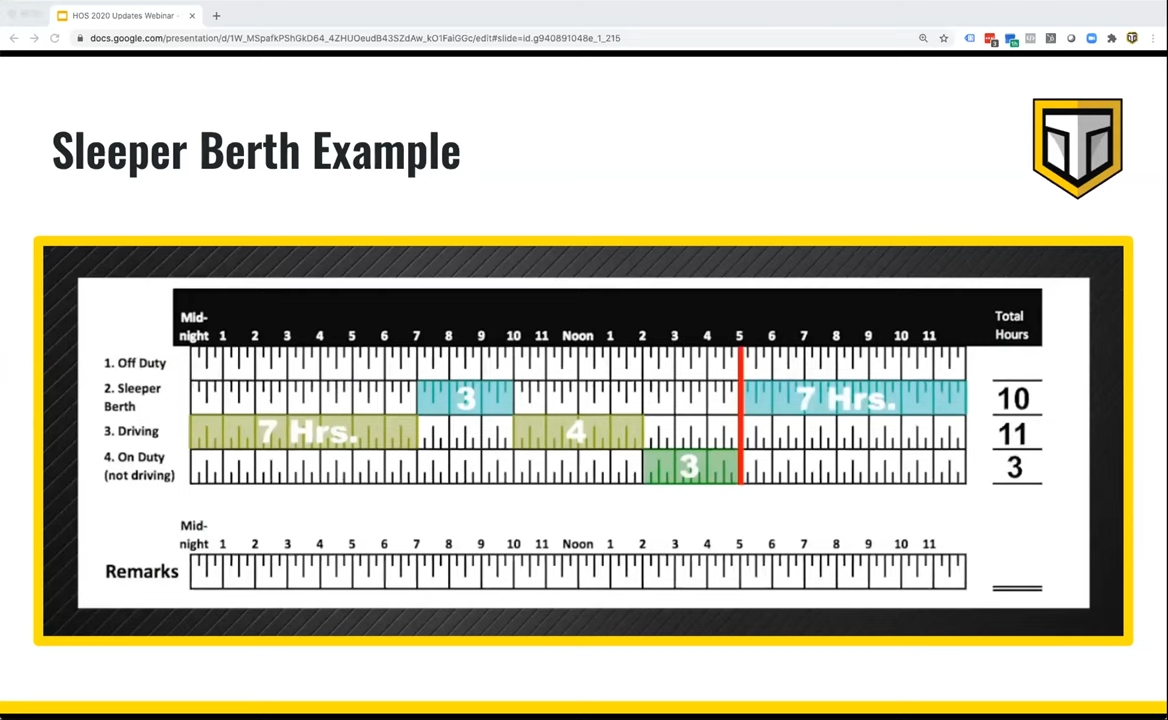 HOS 2020 Updates Webinar -
docs.google.com/presentation/d/1W_MSpafkPShGkD64_4ZHUOeudB43SZdAw_kO1FaiGGc/edit#slide=id.g940891048e_1_215
Sleeper Berth Example
Mid-
night 1 2 3 4 5 6 7 8 9 10 11 Noon 1 2 3 4 5 6 7 8 9 10 11
Total
Hours
1. Off Duty
2. Sleeper
Berth
3 7 Hrs. 10
3. Driving 7 Hrs. 4 11
4. On Duty
(not driving)
3 3
Mid-
night 1 2 3 4 5 6 7 8 9 10 11 Noon 1 2 3 4 5 6 7 8 9 10 11
Remarks